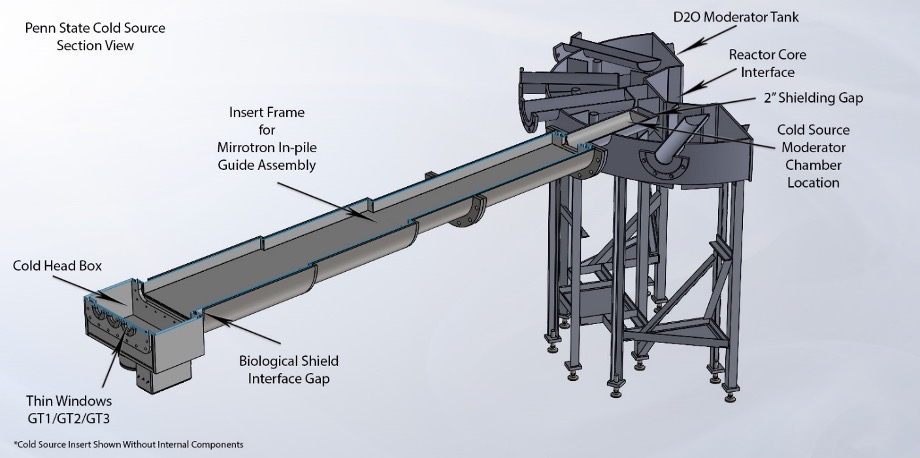 Penn State Cold Source
Section View
D2O Moderator Tank
Reactor Core
Interface
2" Shielding Gap
Cold Source
Moderator
Chamber
Location
Insert Frame
for
Mirrotron In-pile
Guide Assembly
Cold Head Box
Biological Shield
Interface Gap
Thin Windows
GT1/GT2/GT3
*Cold Source Insert Shown Without Internal Components